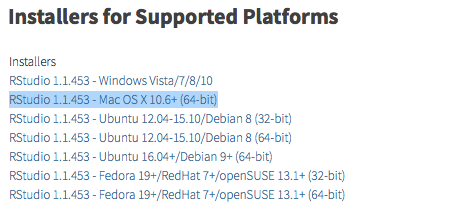 Installers for Supported Platforms
Installers
RStudio 1.1.453 - Windows Vista/7/8/10
RStudio 1.1.453 - Mac OS X 10.6+ (64-bit)
RStudio 1.1.453 - Ubuntu 12.04-15.10/Debian 8 (32-bit)
RStudio 1.1.453 - Ubuntu 12.04-15.10/Debian 8 (64-bit)
RStudio 1.1.453 - Ubuntu 16.04+/Debian 9+ (64-bit)
RStudio 1.1.453 - Fedora 19+/RedHat 7+/openSUSE 13.1+ (32-bit)
RStudio 1.1.453 - Fedora 19+/RedHat 7+/openSUSE 13.1+ (64-bit)